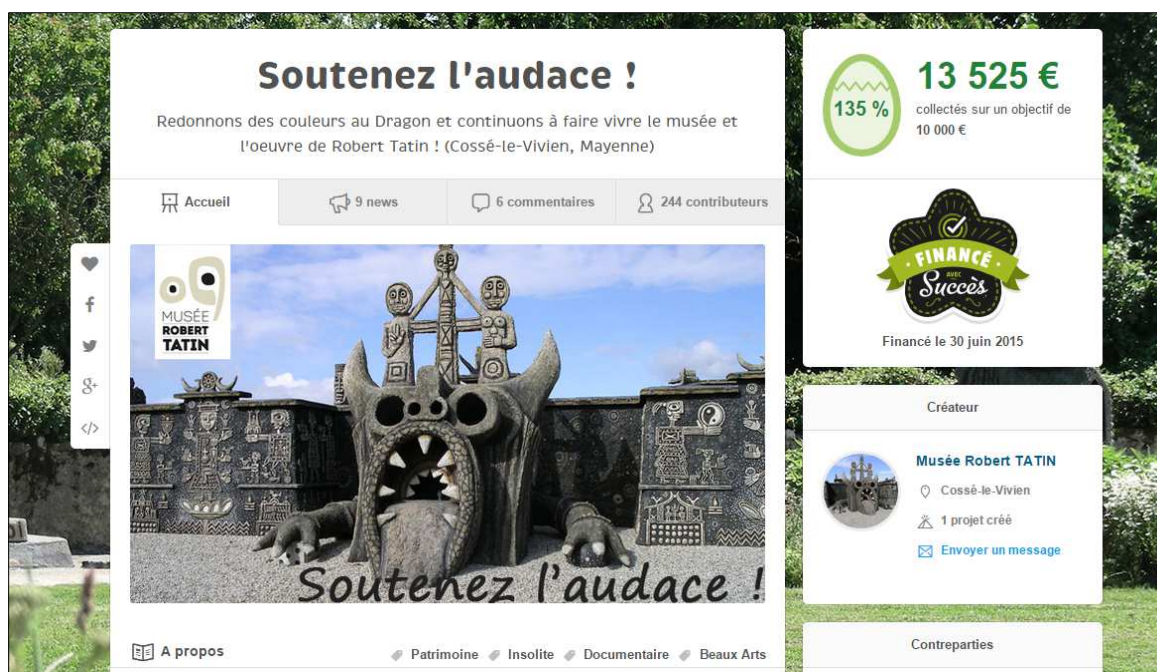 Soutenez l'audace !
Redonnons des couleurs au Dragon et continuons à faire vivre le musée et
l'oeuvre de Robert Tatin ! (Cossé-le-Vivien, Mayenne)
Accueil
9 news
6 commentaires
244 contributeurs
MUSÉE
ROBERT
TATIN
Soutenez l'audace !
A propos
Patrimoine
Insolite
Documentaire
Beaux Arts
135 %
13 525 €
collectés sur un objectif de
10 000 €
FINANCÉ
AVEC
Succès
Financé le 30 juin 2015
Créateur
Musée Robert TATIN
Cossé-le-Vivien
1 projet créé
Envoyer un message
Contreparties